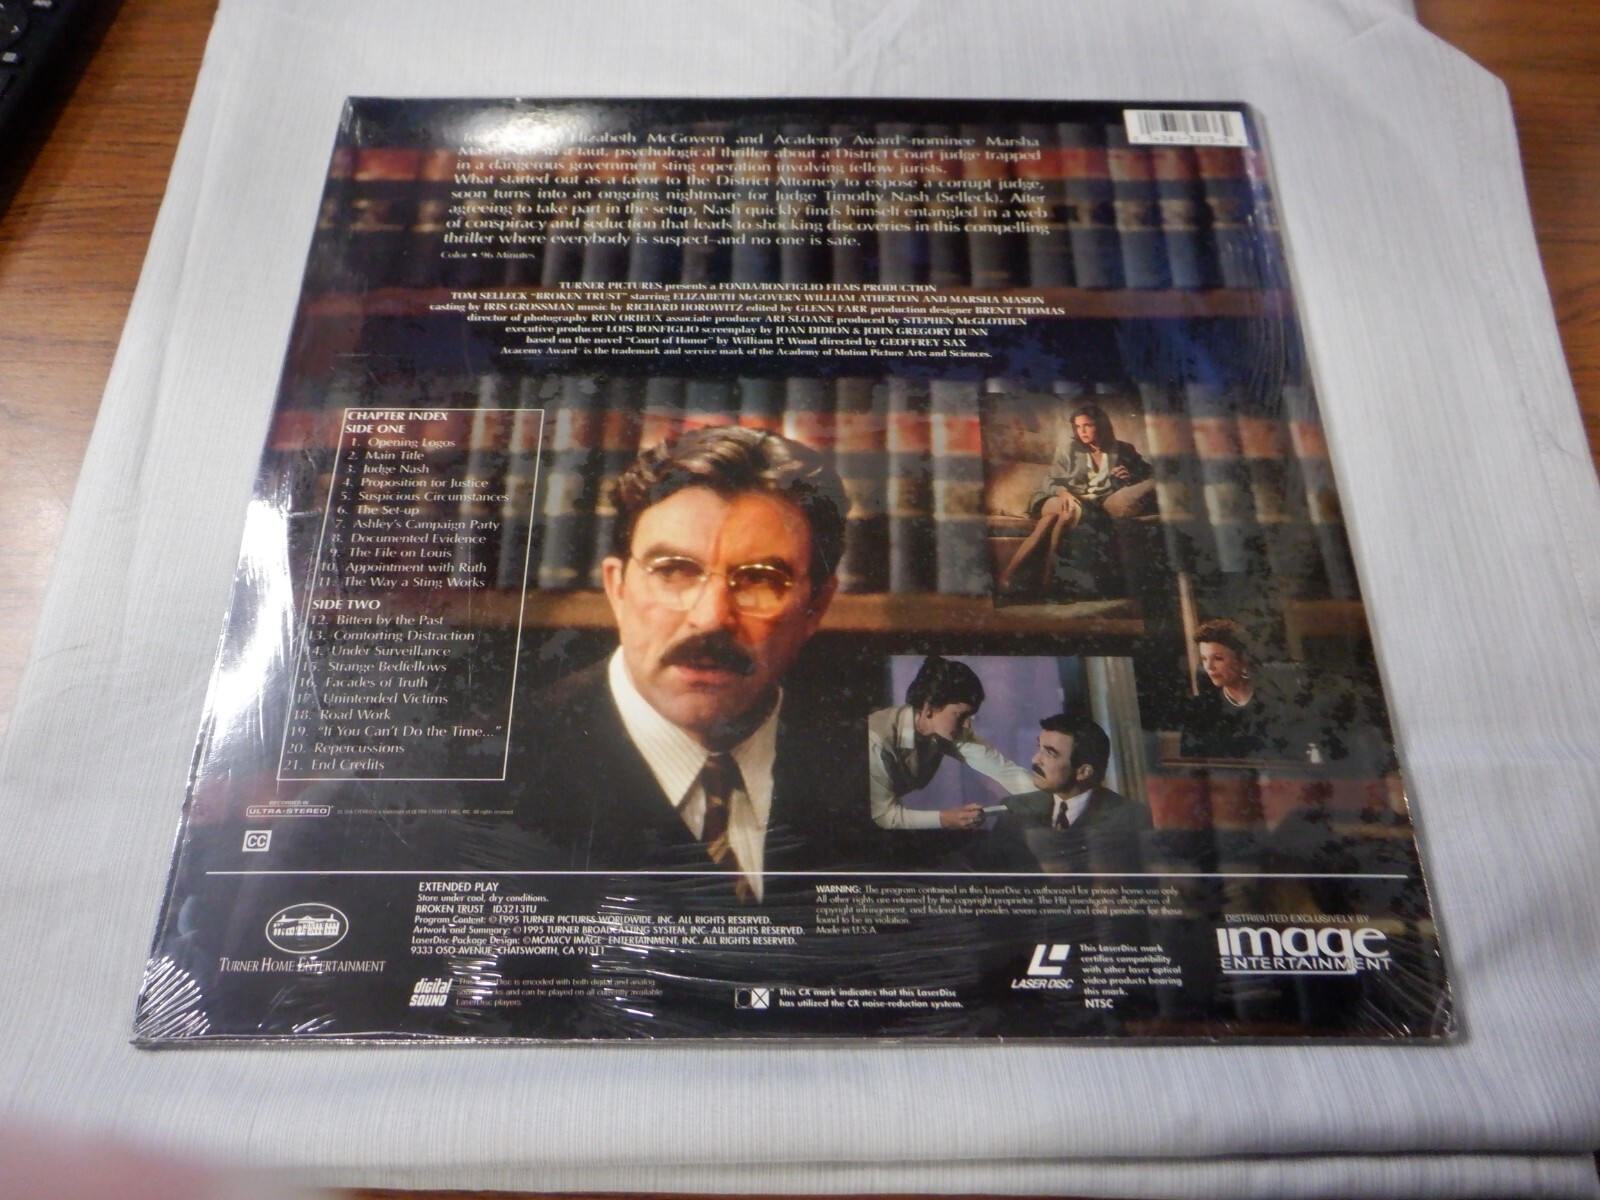 Elizabeth McGovern and Academy Award®-nominee Marsha
taut, psychological thriller about a District Court judge trapped
in a dangerous government sting operation involving fellow jurists.
What started out as a favor to the District Attorney to expose a corrupt judge,
soon turns into an ongoing nightmare for Judge Timothy Nash (Selleck). After
agreeing to take part in the setup, Nash quickly finds himself entangled in a web
of conspiracy and seduction that leads to shocking discoveries in this compelling
thriller where everybody is suspect–and no one is safe.
Color • 96 Minutes
TURNER PICTURES presents a FONDA/BONFIGLIO FILMS PRODUCTION
TOM SELLECK "BROKEN TRUST" starring ELIZABETH McGOVERN WILLIAM ATHERTON AND MARSHA MASON
casting by IRIS GROSSMAN music by RICHARD HOROWITZ edited by GLENN FARR production designer BRENT THOMAS
director of photography RON ORIEUX associate producer ARI SLOANE produced by STEPHEN McGLOTHEN
executive producer LOIS BONFIGLIO screenplay by JOAN DIDION & JOHN GREGORY DUNN
based on the novel "Court of Honor" by William P. Wood directed by GEOFFREY SAX
Academy Award® is the trademark and service mark of the Academy of Motion Picture Arts and Sciences.
CHAPTER INDEX
SIDE ONE
1. Opening Logos
2. Main Title
3. Judge Nash
4. Proposition for Justice
5. Suspicious Circumstances
6. The Set-up
7. Ashley's Campaign Party
8. Documented Evidence
9. The File on Louis
10. Appointment with Ruth
11. The Way a Sting Works
SIDE TWO
12. Bitten by the Past
13. Comforting Distraction
14. Under Surveillance
15. Strange Bedfellows
16. Facades of Truth
17. Unintended Victims
18. Road Work
19. "If You Can't Do the Time..."
20. Repercussions
21. End Credits
RECORDED IN
ULTRA-STEREO
CC
TURNER HOME ENTERTAINMENT
EXTENDED PLAY
Store under cool, dry conditions.
BROKEN TRUST ID3213TU
Program Content: ©1995 TURNER PICTURES WORLDWIDE, INC. ALL RIGHTS RESERVED.
Artwork and Summary: ©1995 TURNER BROADCASTING SYSTEM, INC. ALL RIGHTS RESERVED.
LaserDisc Package Design: ©MCMXCV IMAGE ENTERTAINMENT, INC. ALL RIGHTS RESERVED.
9333 OSO AVENUE, CHATSWORTH, CA 91311
digital SOUND
Disc is encoded with both digital and analog
and can be played on all currently available
LaserDisc players.
CX
This CX mark indicates that this LaserDisc
has utilized the CX noise-reduction system.
WARNING: The program contained in this LaserDisc is authorized for private home use only.
All other rights are retained by the copyright proprietor. The FBI investigates allegations of
copyright infringement, and federal law provides severe criminal and civil penalties for those
found to be in violation.
Made in U.S.A.
LASER DISC
This LaserDisc mark
certifies compatibility
with other laser optical
video products bearing
this mark.
NTSC
DISTRIBUTED EXCLUSIVELY BY
image
ENTERTAINMENT